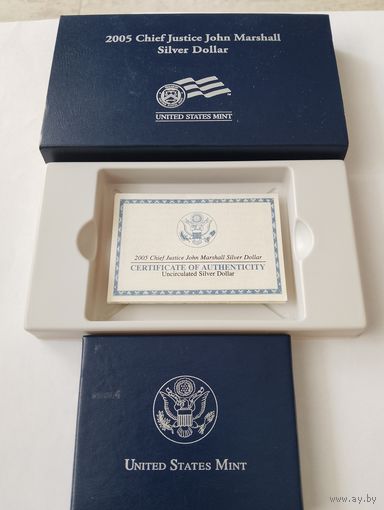 2005 Chief Justice John Marshall
Silver Dollar
UNITED STATES MINT
2005 Chief Justice John Marshall Silver Dollar
CERTIFICATE OF AUTHENTICITY
Uncirculated Silver Dollar
UNITED STATES MINT
www.ay.by